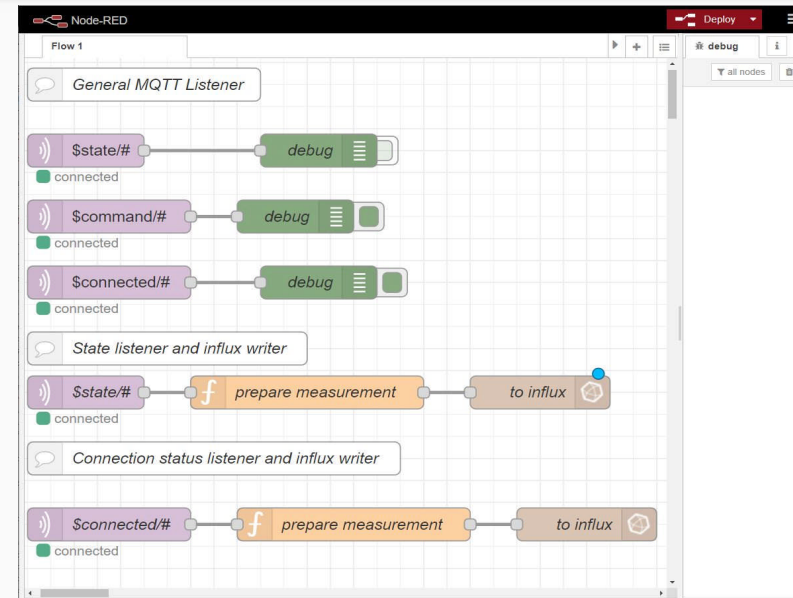 Node-RED
Deploy
Flow 1
debug
i
all nodes
General MQTT Listener
$state/#
debug
connected
$command/#
debug
connected
$connected/#
debug
connected
State listener and influx writer
$state/#
prepare measurement
to influx
connected
Connection status listener and influx writer
$connected/#
prepare measurement
to influx
connected